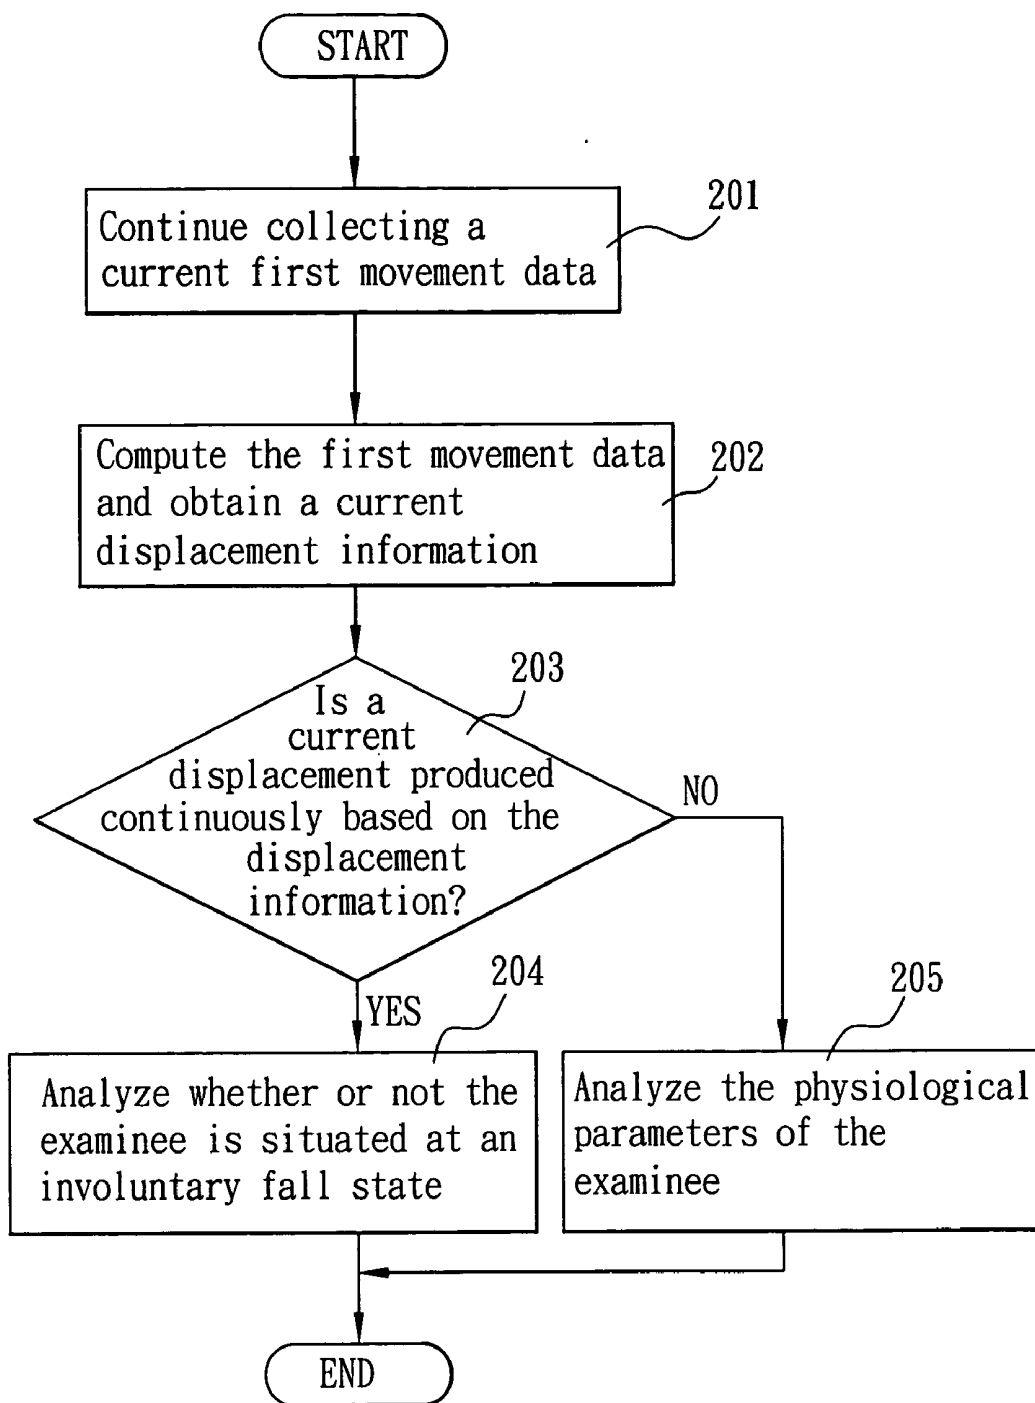 START
201
Continue collecting a
current first movement data
Compute the first movement data
and obtain a current
displacement information
202
203
Is a
current
displacement produced
continuously based on the
displacement
information?
NO
YES
204
205
Analyze whether or not the
examinee is situated at an
involuntary fall state
Analyze the physiological
parameters of the
examinee
END